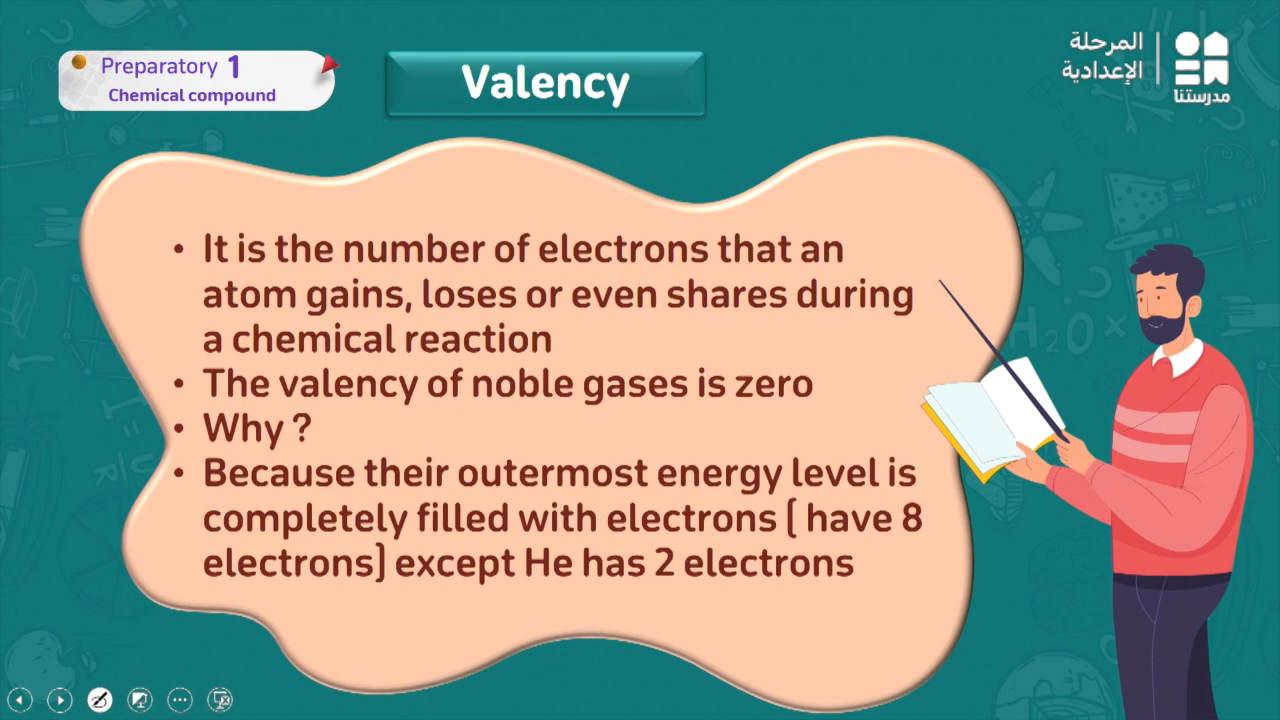 Preparatory 1
Chemical compound
Valency
المرحلة
الإعدادية
مدرستنا
• It is the number of electrons that an
atom gains, loses or even shares during
a chemical reaction
• The valency of noble gases is zero
• Why ?
• Because their outermost energy level is
completely filled with electrons ( have 8
electrons) except He has 2 electrons
H₂O